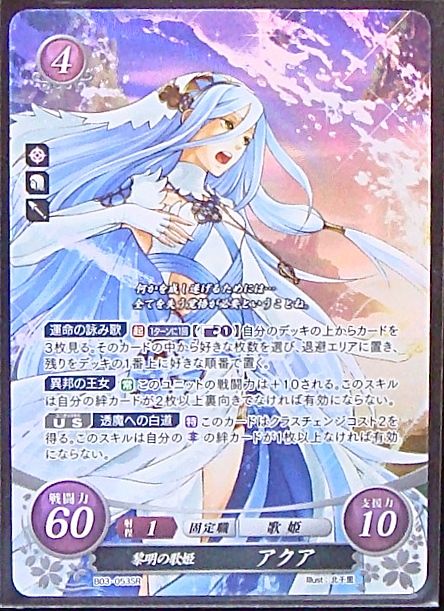 4
何かを成し遂げるためには…
全てを失う覚悟が必要ということね。
運命の詠み歌 起 1ターンに1回 自分のデッキの上からカードを
3枚見る。そのカードの中から好きな枚数を選び、退避エリアに置き、
残りをデッキの1番上に好きな順番で置く。
異邦の王女 常 このユニットの戦闘力は+10される。このスキル
は自分の絆カードが2枚以上裏向きでなければ有効にならない。
US 透魔への白道 特 このカードはクラスチェンジコスト2を
得る。このスキルは自分の の絆カードが1枚以上なければ有効
にならない。
戦闘力
60
射程 1
固定職
歌姫
支援力
10
黎明の歌姫 アクア
B03-053SR
Illust:北千里